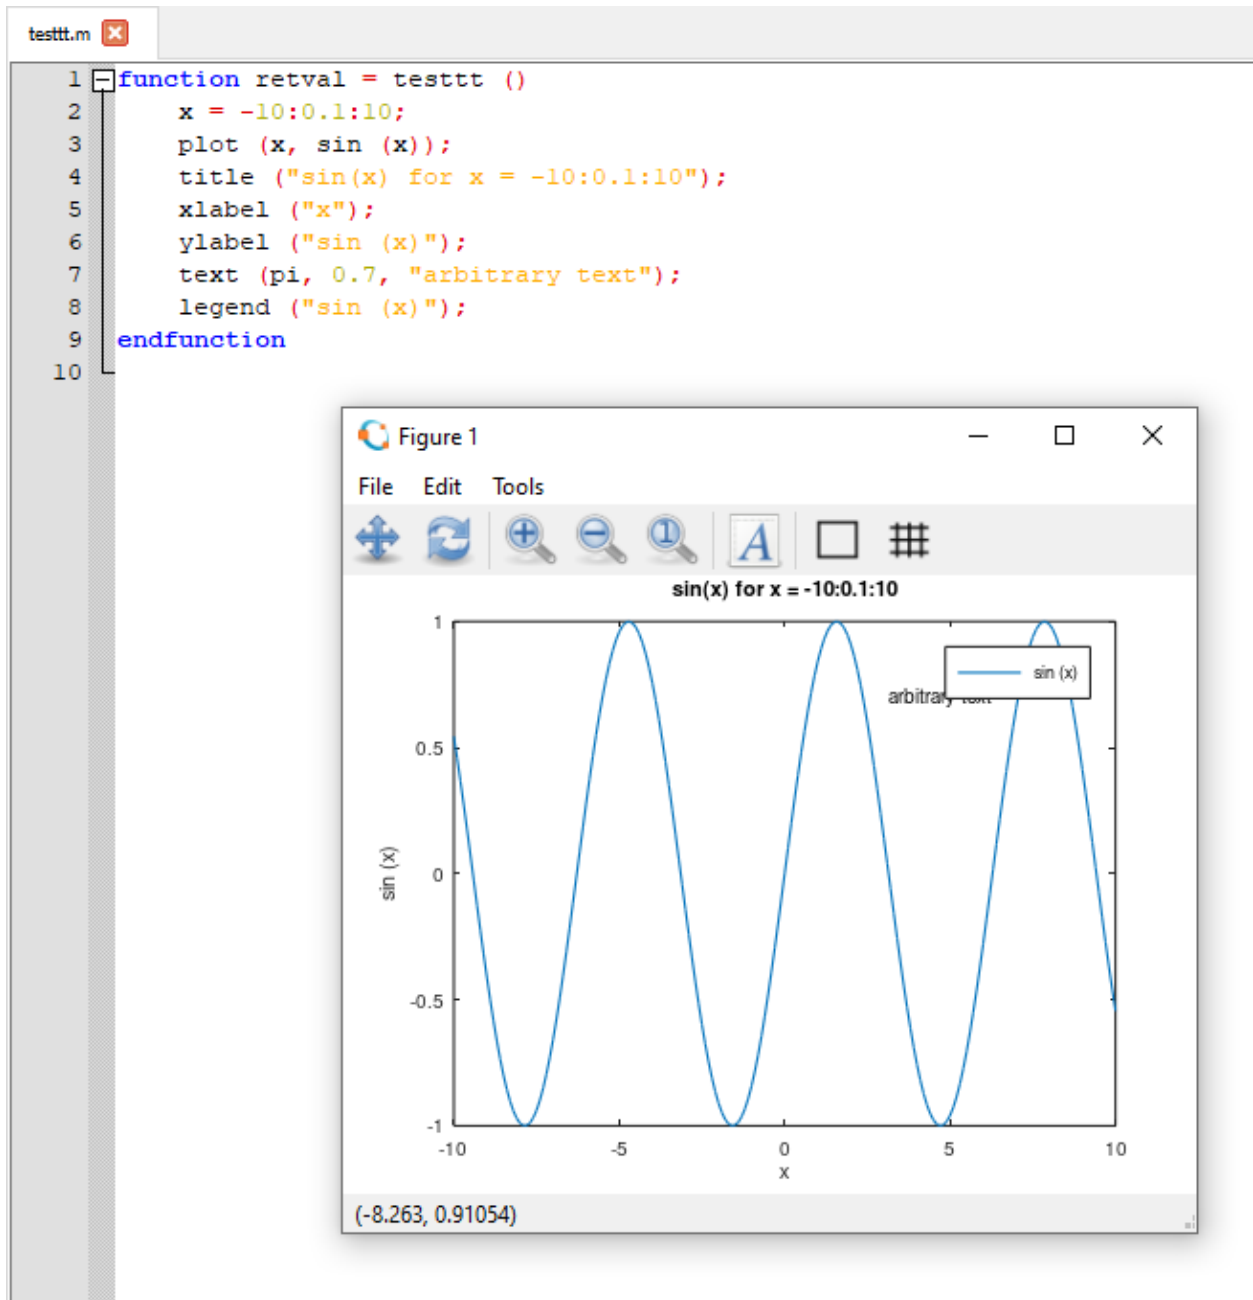 testtt.m
1 function retval = testtt ()
2 x = -10:0.1:10;
3 plot (x, sin (x));
4 title ("sin(x) for x = -10:0.1:10");
5 xlabel ("x");
6 ylabel ("sin (x)");
7 text (pi, 0.7, "arbitrary text");
8 legend ("sin (x)");
9 endfunction
10
Figure 1
File Edit Tools
A
sin(x) for x = -10:0.1:10
1
sin (x)
arbitrary text
0.5
sin (x)
0
-0.5
-1
-10 -5 0 5 10
x
(-8.263, 0.91054)